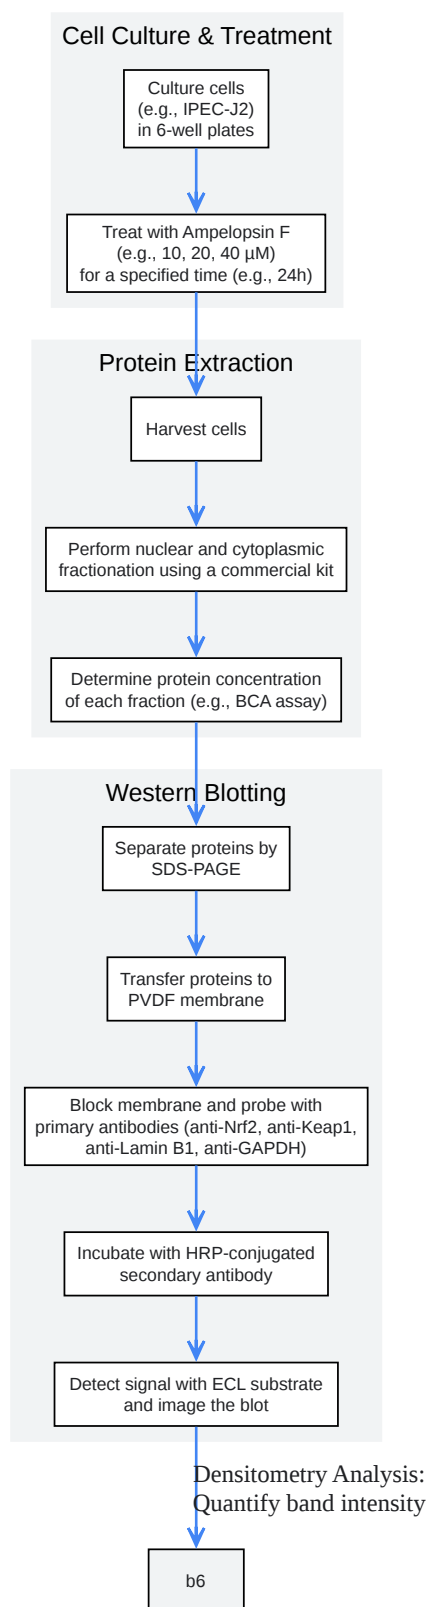 Cell Culture & Treatment
Culture cells
(e.g., IPEC-J2)
in 6-well plates
Treat with Ampelopsin F
(e.g., 10, 20, 40 µM)
for a specified time (e.g., 24h)
Protein Extraction
Harvest cells
Perform nuclear and cytoplasmic
fractionation using a commercial kit
Determine protein concentration
of each fraction (e.g., BCA assay)
Western Blotting
Separate proteins by
SDS-PAGE
Transfer proteins to
PVDF membrane
Block membrane and probe with
primary antibodies (anti-Nrf2, anti-Keap1,
anti-Lamin B1, anti-GAPDH)
Incubate with HRP-conjugated
secondary antibody
Detect signal with ECL substrate
and image the blot
Densitometry Analysis:
Quantify band intensity
b6